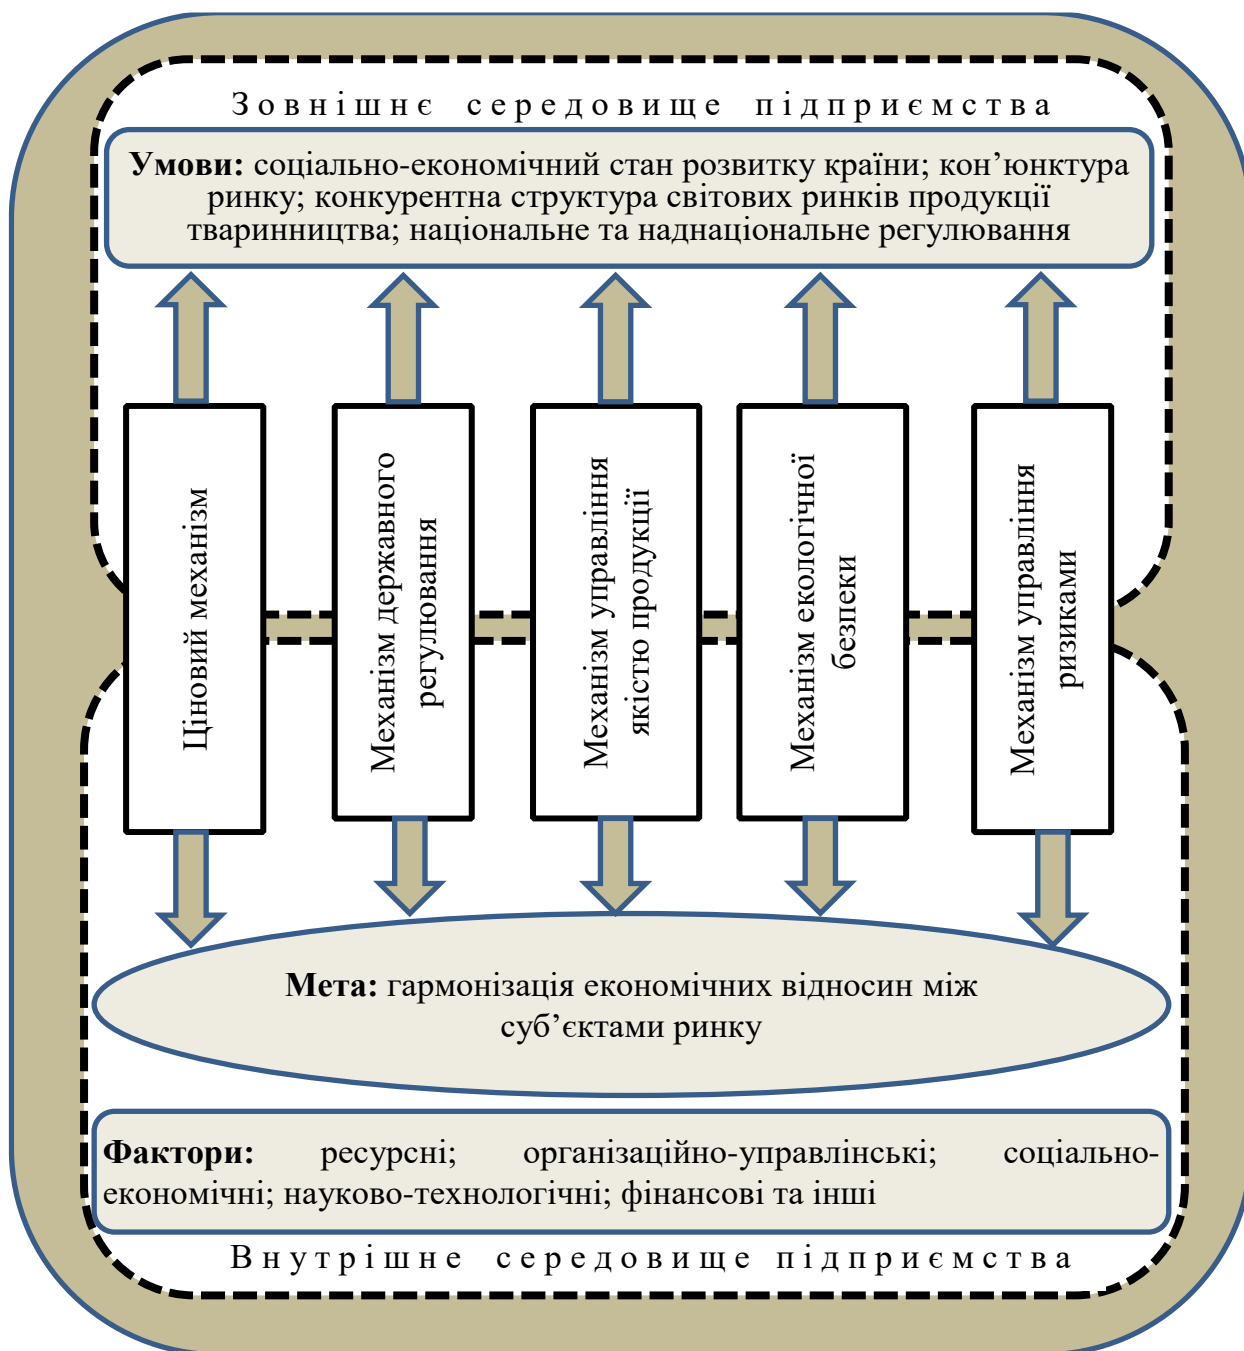 Зовнішнє середовище підприємства
Умови: соціально-економічний стан розвитку країни; кон’юнктура
ринку; конкурентна структура світових ринків продукції
тваринництва; національне та наднаціональне регулювання
Ціновий механізм
Механізм державного
регулювання
Механізм управління
якістю продукції
Механізм екологічної
безпеки
Механізм управління
ризиками
Мета: гармонізація економічних відносин між
суб’єктами ринку
Фактори: ресурсні; організаційно-управлінські; соціально-
економічні; науково-технологічні; фінансові та інші
Внутрішнє середовище підприємства